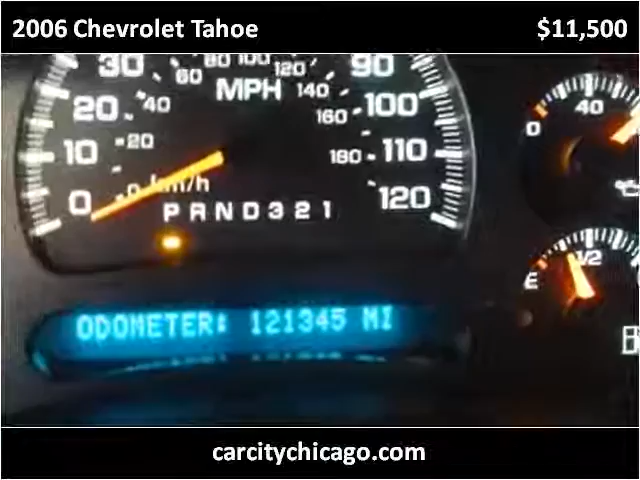 2006 Chevrolet Tahoe $11,500
30 60 80 100 120 90
MPH 140
20 40 160 100
10 20 180 110
0 0 km/h 120
PRND321
ODOMETER: 121345 MI
0 40
E 1/2
carcitychicago.com